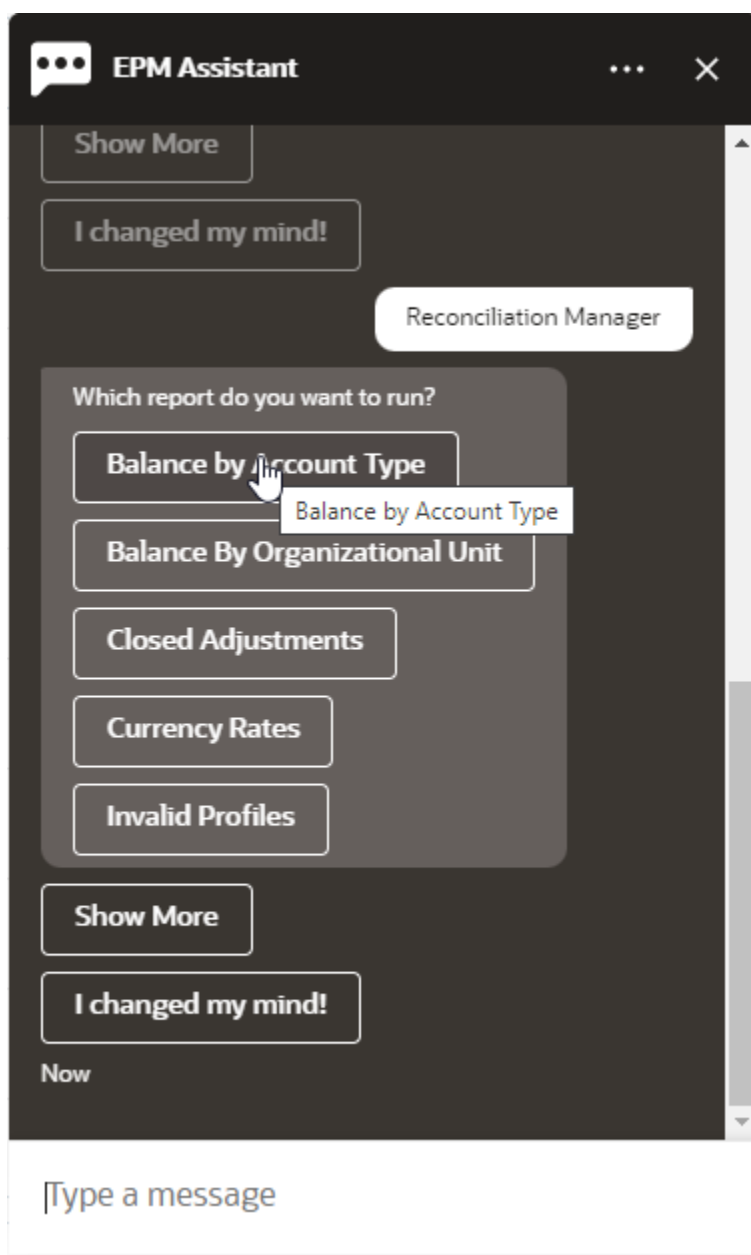 EPM Assistant
Show More
I changed my mind!
Reconciliation Manager
Which report do you want to run?
Balance by Account Type
Balance by Account Type
Balance By Organizational Unit
Closed Adjustments
Currency Rates
Invalid Profiles
Show More
I changed my mind!
Now
Type a message